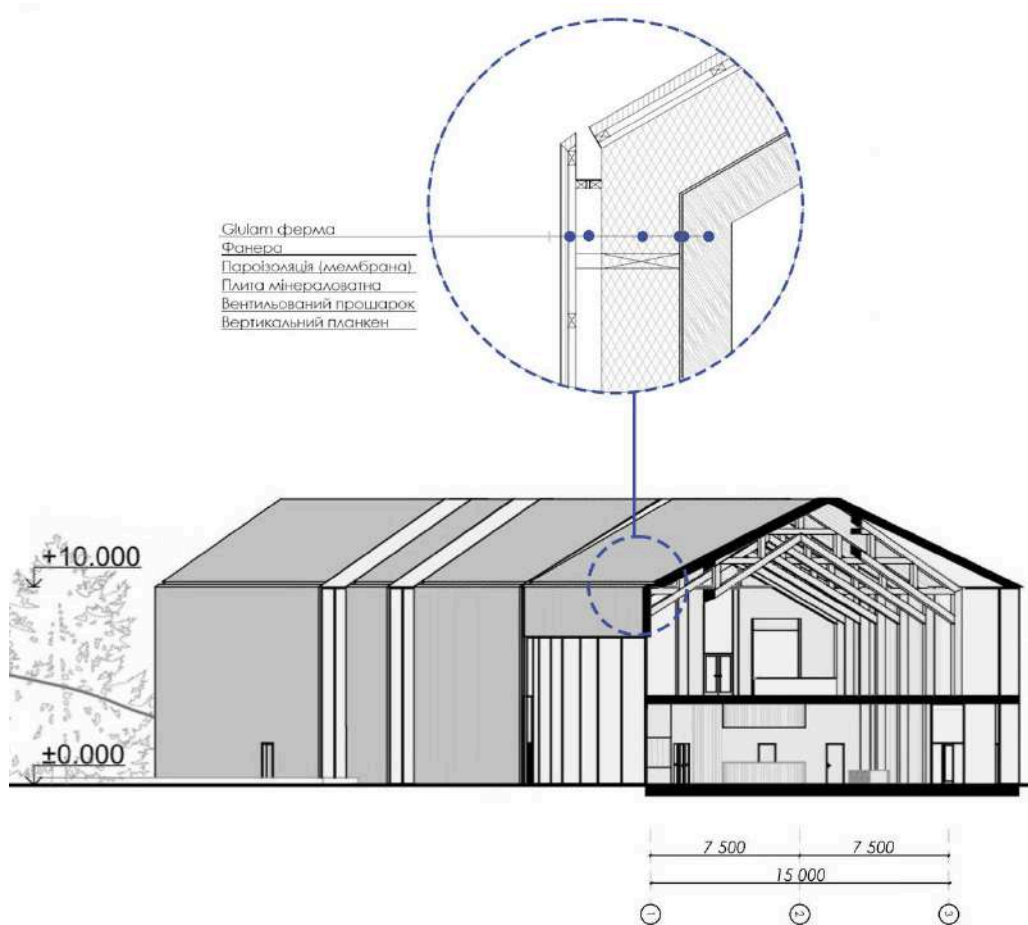 Glulam ферма
Фанера
Пароізоляція (мембрана)
Плита мінераловатна
Вентильований прошарок
Вертикальний планкен
+10.000
±0.000
7 500 7 500
15 000
1 2 3